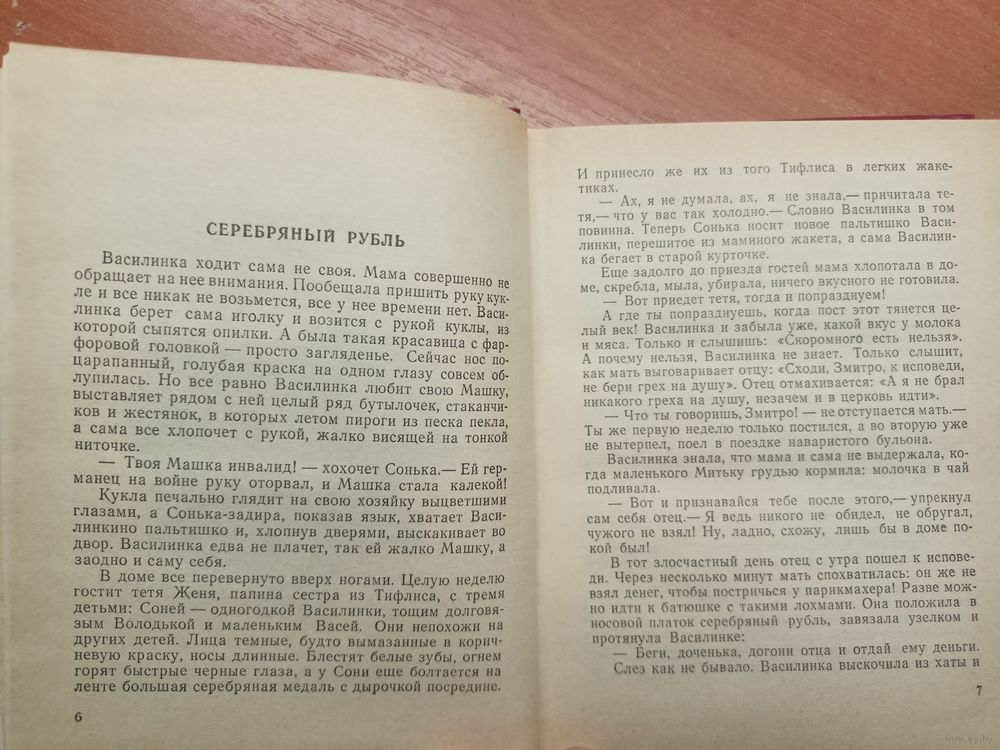 СЕРЕБРЯНЫЙ РУБЛЬ
Василинка ходит сама не своя. Мама совершенно не
обращает на нее внимания. Пообещала пришить руку кук-
ле и все никак не возьмется, все у нее времени нет. Васи-
линка берет сама иголку и возится с рукой куклы, из
которой сыпятся опилки. А была такая красавица с фар-
форовой головкой — просто загляденье. Сейчас нос по-
царапанный, голубая краска на одном глазу совсем об-
лупилась. Но все равно Василинка любит свою Машку,
выставляет рядом с ней целый ряд бутылочек, стаканчи-
ков и жестянок, в которых летом пироги из песка пекла,
а сама все хлопочет с рукой, жалко висящей на тонкой
ниточке.
— Твоя Машка инвалид! — хохочет Сонька.— Ей гер-
манец на войне руку оторвал, и Машка стала калекой!
Кукла печально глядит на свою хозяйку выцветшими
глазами, а Сонька-задира, показав язык, хватает Васи-
линкино пальтишко и, хлопнув дверями, выскакивает во
двор. Василинка едва не плачет, так ей жалко Машку, а
заодно и саму себя.
В доме все перевернуто вверх ногами. Целую неделю
гостит тетя Женя, папина сестра из Тифлиса, с тремя
детьми: Соней — одногодкой Василинки, тощим долговя-
зым Володькой и маленьким Васей. Они непохожи на
других детей. Лица темные, будто вымазанные в корич-
невую краску, носы длинные. Блестят белые зубы, огнем
горят быстрые черные глаза, а у Сони еще болтается на
ленте большая серебряная медаль с дырочкой посредине.
6
И принесло же их из того Тифлиса в легких жаке-
тиках.
— Ах, я не думала, ах, я не знала,— причитала те-
тя,— что у вас так холодно.— Словно Василинка в том
повинна. Теперь Сонька носит новое пальтишко Васи-
линки, перешитое из маминого жакета, а сама Василин-
ка бегает в старой курточке.
Еще задолго до приезда гостей мама хлопотала в до-
ме, скребла, мыла, убирала, ничего вкусного не готовила.
— Вот приедет тетя, тогда и попразднуем!
А где ты попразднуешь, когда пост этот тянется це-
лый век! Василинка и забыла уже, какой вкус у молока
и мяса. Только и слышишь: «Скоромного есть нельзя».
А почему нельзя, Василинка не знает. Только слышит,
как мать выговаривает отцу: «Сходи, Змитро, к исповеди,
не бери грех на душу». Отец отмахивается: «А я не брал
никакого греха на душу, незачем и в церковь идти».
— Что ты говоришь, Змитро! — не отступается мать.—
Ты же первую неделю только постился, а во вторую уже
не вытерпел, поел в поездке наваристого бульона.
Василинка знала, что мама и сама не выдержала, ко-
гда маленького Митьку грудью кормила: молочка в чай
подливала.
— Вот и признавайся тебе после этого,— упрекнул
сам себя отец.— Я ведь никого не обидел, не обругал,
чужого не взял! Ну, ладно, схожу, лишь бы в доме по-
кой был!
В тот злосчастный день отец с утра пошел к испове-
ди. Через несколько минут мать спохватилась: он же не
взял денег, чтобы постричься у парикмахера! Разве мож-
но идти к батюшке с такими лохмами. Она положила в
носовой платок серебряный рубль, завязала узелком и
протянула Василинке:
— Беги, доченька, догони отца и отдай ему деньги.
Слез как не бывало. Василинка выскочила из хаты и
7
www.ay.by